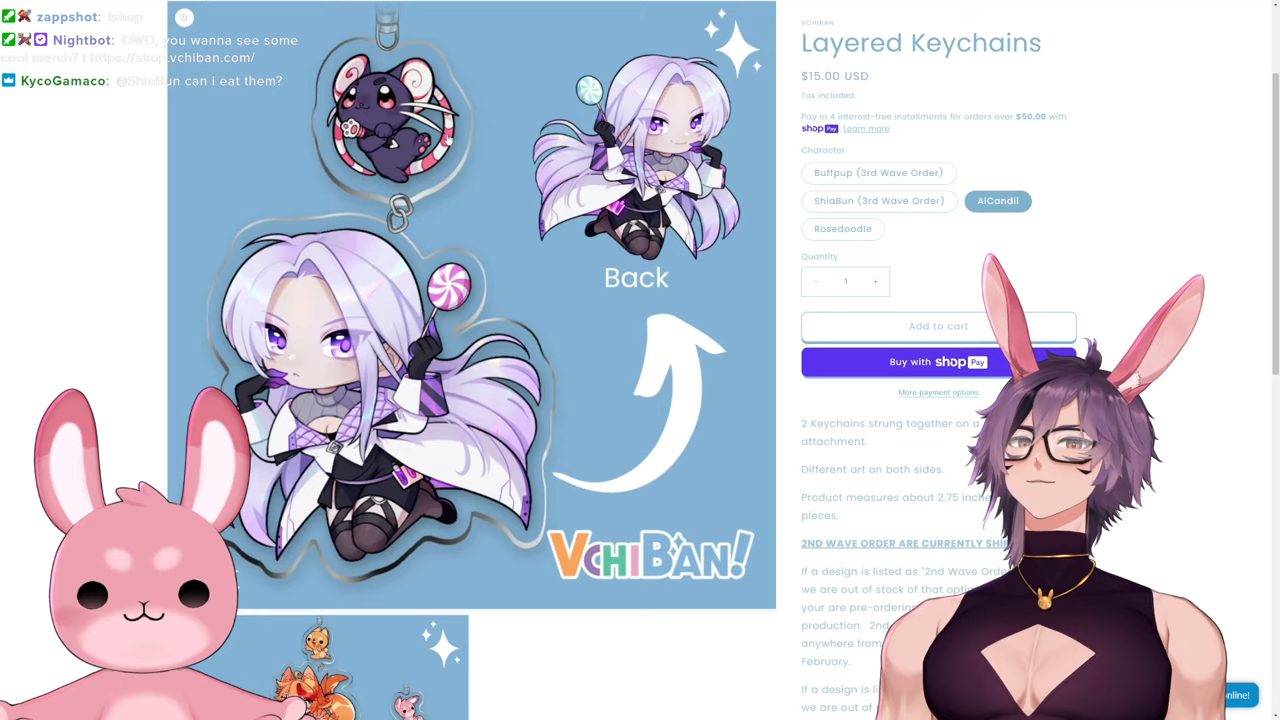 zappshot: !shop
Nightbot: OWO, you wanna see some
cool merch? | https://shop.vchiban.com/
KycoGamaco: @ShiaBun can i eat them?
Back
VCHIBAN!
VCHIBAN
Layered Keychains
$15.00 USD
Tax included.
Pay in 4 interest-free installments for orders over $50.00 with
shop Pay Learn more
Character
Buffpup (3rd Wave Order)
ShiaBun (3rd Wave Order)
AiCandii
Rosedoodle
Quantity
− 1 +
Add to cart
Buy with shop Pay
More payment options
2 Keychains strung together on a
attachment.
Different art on both sides.
Product measures about 2.75 inche
pieces.
2ND WAVE ORDER ARE CURRENTLY SHI
If a design is listed as "2nd Wave Orde
we are out of stock of that opti
your are pre-ordering
production. 2nd
anywhere from
February.
If a design is li
we are out of
nline!